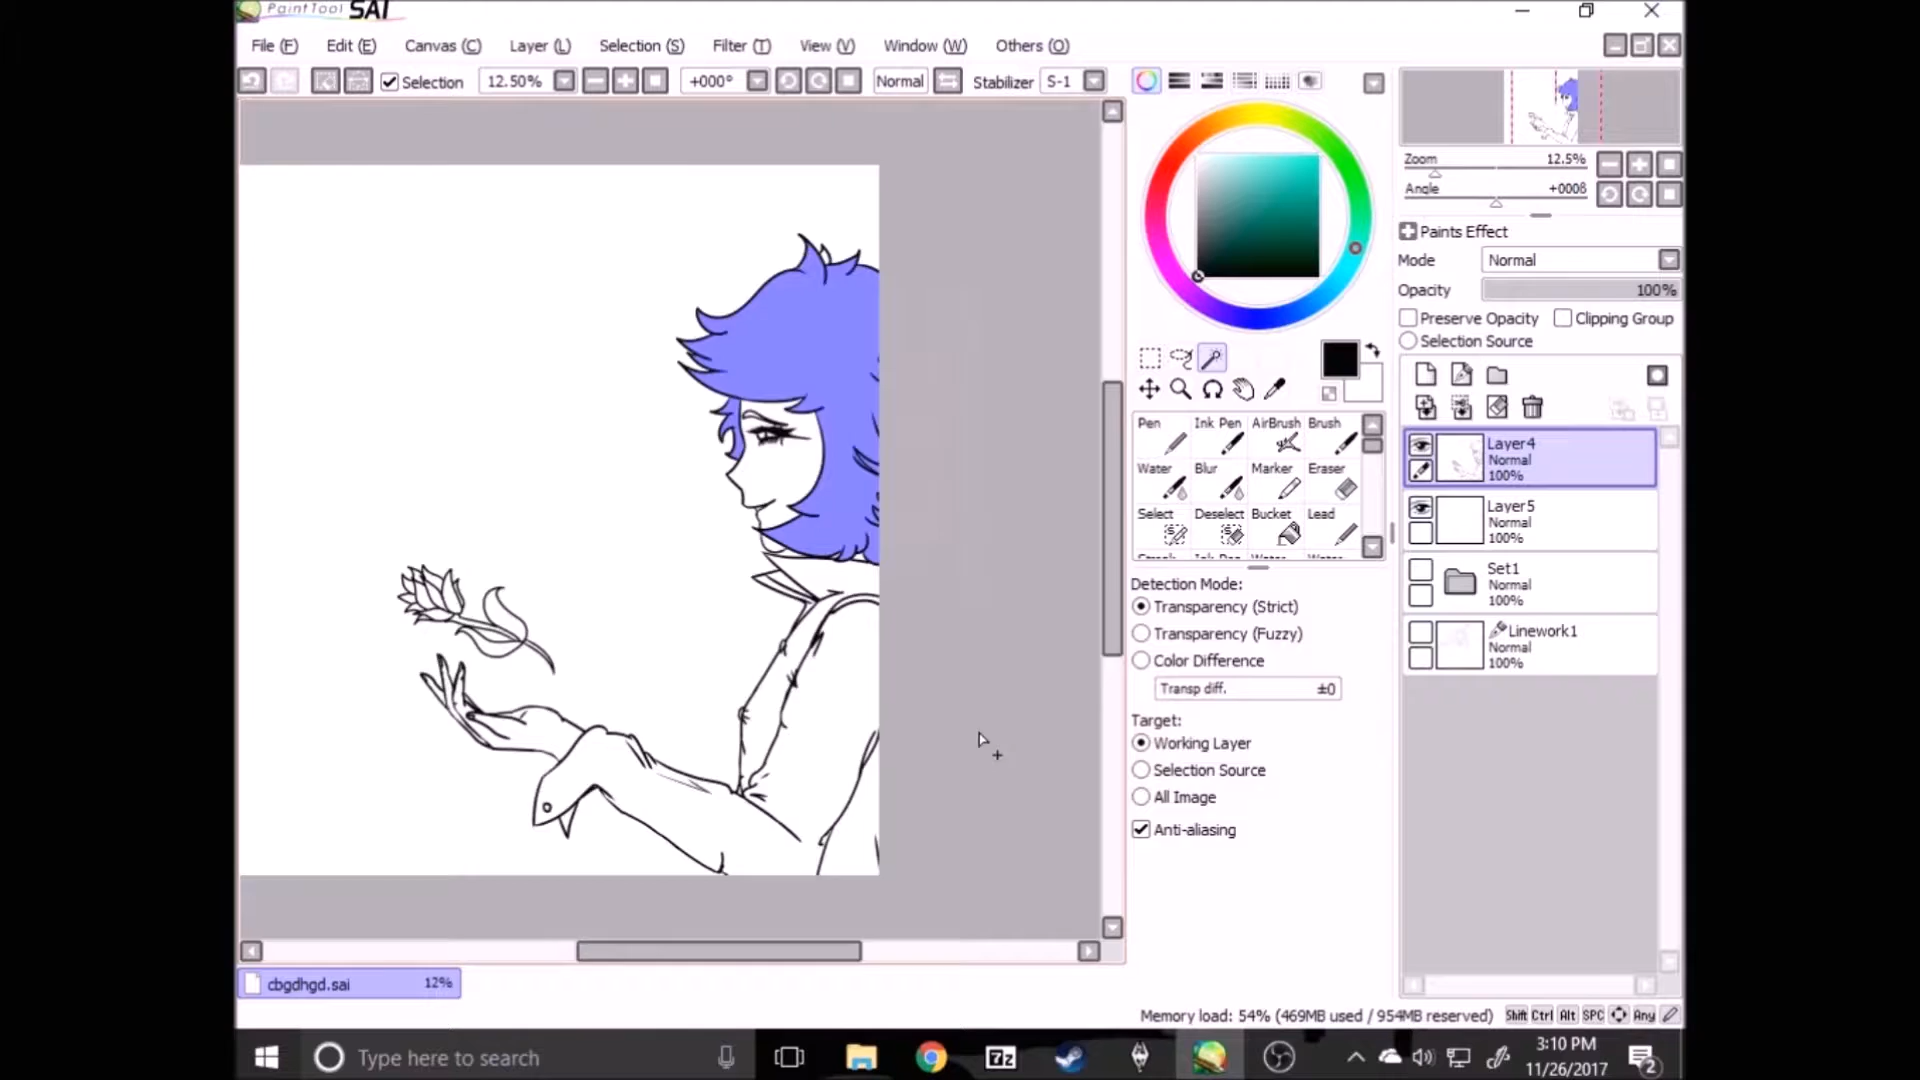 PaintTool SAI
File (F) Edit (E) Canvas (C) Layer (L) Selection (S) Filter (T) View (V) Window (W) Others (O)
Selection 12.50% +000° Normal Stabilizer S-1
Zoom 12.5%
Angle +000ß
Paints Effect
Mode Normal
Opacity 100%
Preserve Opacity Clipping Group
Selection Source
Pen Ink Pen AirBrush Brush
Water Blur Marker Eraser
Select Deselect Bucket Lead
Layer4
Normal
100%
Layer5
Normal
100%
Set1
Normal
100%
Linework1
Normal
100%
Detection Mode:
Transparency (Strict)
Transparency (Fuzzy)
Color Difference
Transp diff. ±0
Target:
Working Layer
Selection Source
All Image
Anti-aliasing
cbgdhgd.sai 12%
Memory load: 54% (469MB used / 954MB reserved) Shift Ctrl Alt SPC Any
Type here to search
7z
3:10 PM
11/26/2017
2